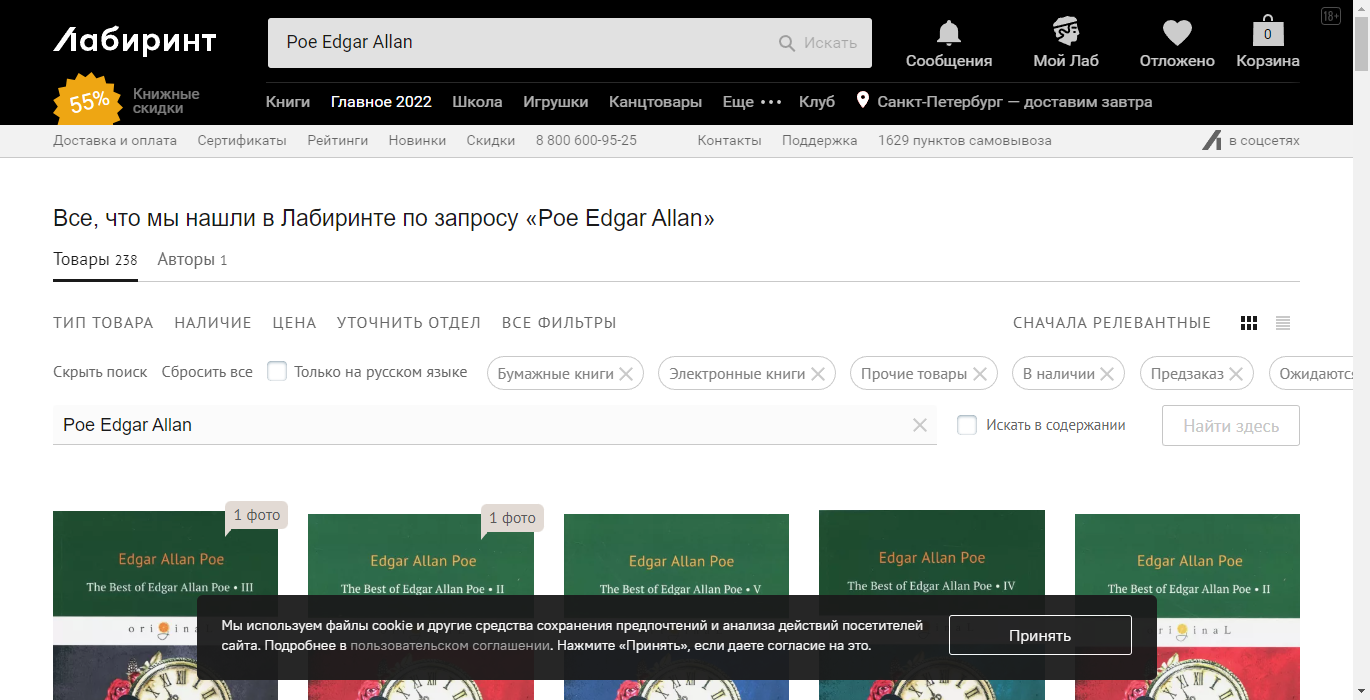 18+
Лабиринт
Poe Edgar Allan
Искать
Сообщения
Мой Лаб
Отложено
0
Корзина
55%
Книжные
скидки
Книги Главное 2022 Школа Игрушки Канцтовары Еще ••• Клуб Санкт-Петербург — доставим завтра
Доставка и оплата Сертификаты Рейтинги Новинки Скидки 8 800 600-95-25 Контакты Поддержка 1629 пунктов самовывоза в соцсетях
Все, что мы нашли в Лабиринте по запросу «Poe Edgar Allan»
Товары 238 Авторы 1
ТИП ТОВАРА НАЛИЧИЕ ЦЕНА УТОЧНИТЬ ОТДЕЛ ВСЕ ФИЛЬТРЫ СНАЧАЛА РЕЛЕВАНТНЫЕ
Скрыть поиск Сбросить все Только на русском языке Бумажные книги Электронные книги Прочие товары В наличии Предзаказ
Poe Edgar Allan Искать в содержании Найти здесь
1 фото
1 фото
Edgar Allan Poe
The Best of Edgar Allan Poe • III
Edgar Allan Poe
The Best of Edgar Allan Poe • II
Edgar Allan Poe
The Best of Edgar Allan Poe • V
Edgar Allan Poe
The Best of Edgar Allan Poe • IV
Edgar Allan Poe
The Best of Edgar Allan Poe • II
Мы используем файлы cookie и другие средства сохранения предпочтений и анализа действий посетителей
сайта. Подробнее в пользовательском соглашении. Нажмите «Принять», если даете согласие на это.
Принять